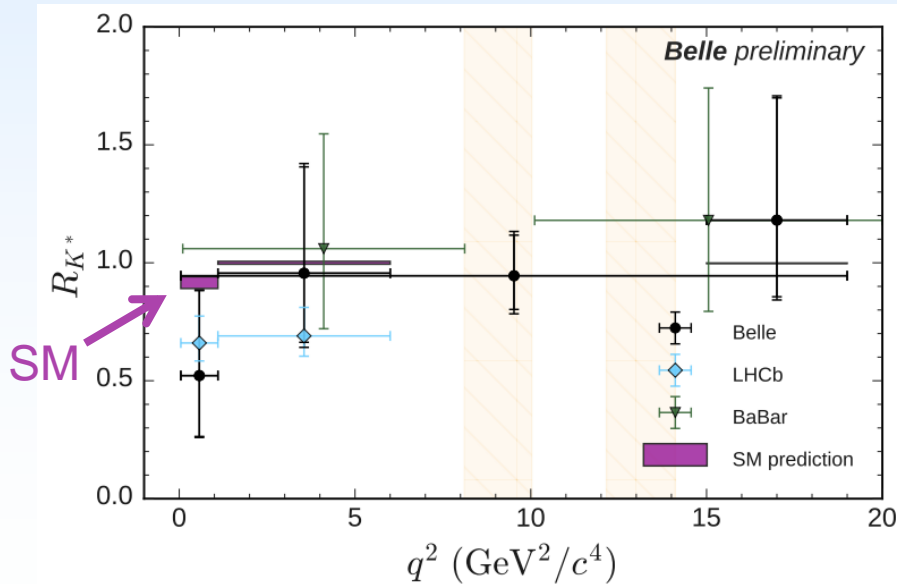 2.0
Belle preliminary
1.5
1.0
0.5
0.0
R_{K^*}
SM
Belle
LHCb
BaBar
SM prediction
0 5 10 15 20
q^2 (GeV^2/c^4)